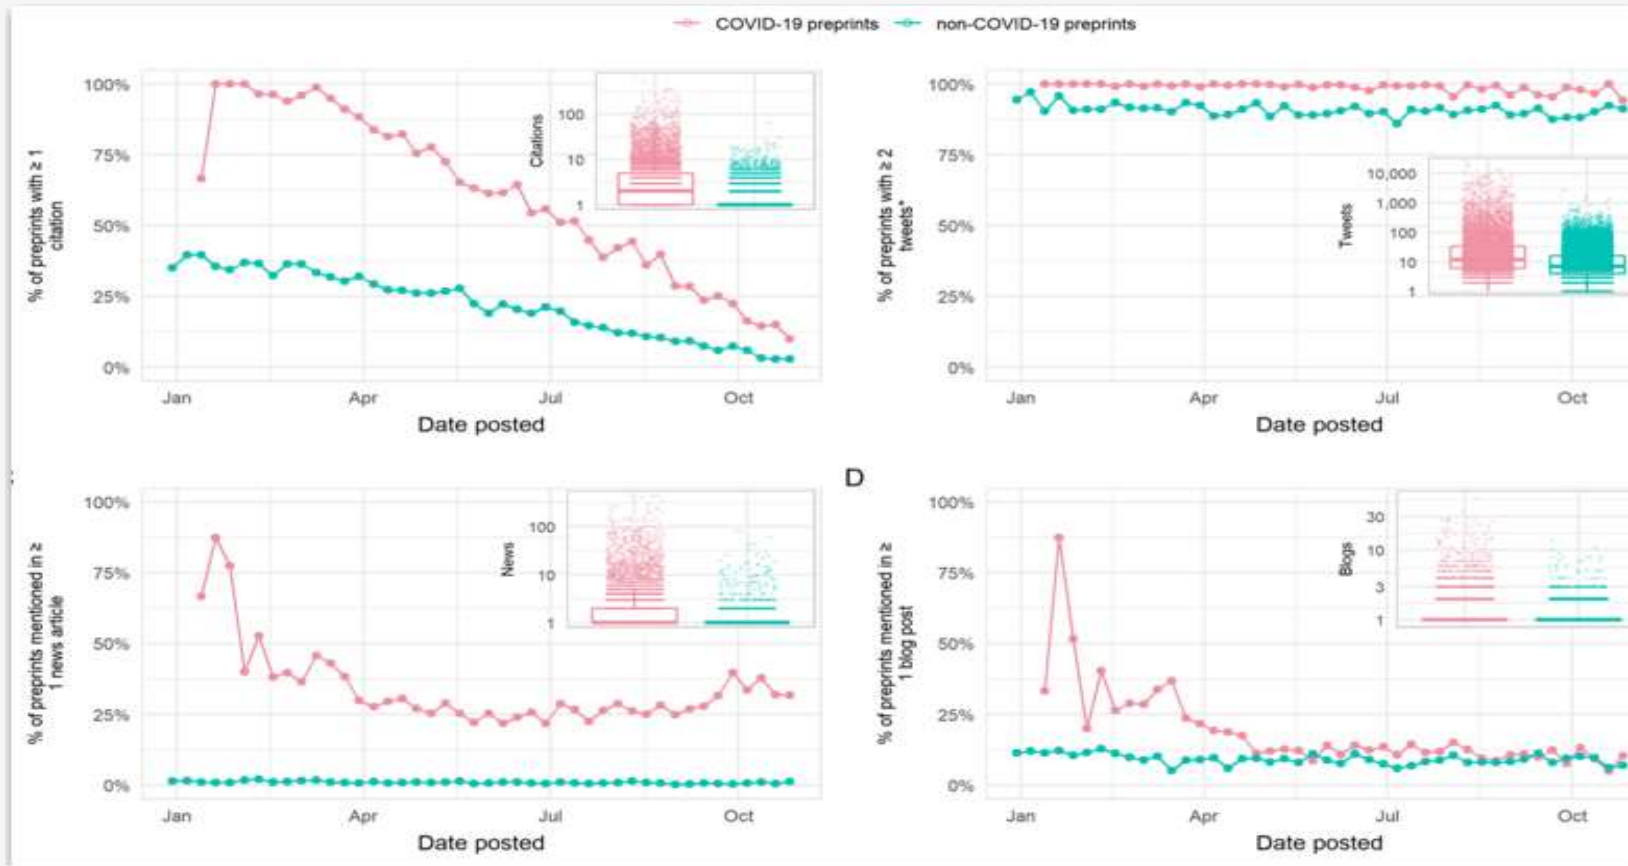 COVID-19 preprints non-COVID-19 preprints
% of preprints with ≥ 1
citation
100%
75%
50%
25%
0%
Citations
100
10
1
Jan Apr Jul Oct
Date posted
% of preprints with ≥ 2
tweets*
100%
75%
50%
25%
0%
Tweets
10,000
1,000
100
10
1
Jan Apr Jul Oct
Date posted
% of preprints mentioned in ≥
1 news article
100%
75%
50%
25%
0%
News
100
10
1
Jan Apr Jul Oct
Date posted
D
% of preprints mentioned in ≥
1 blog post
100%
75%
50%
25%
0%
Blogs
30
10
3
1
Jan Apr Jul Oct
Date posted